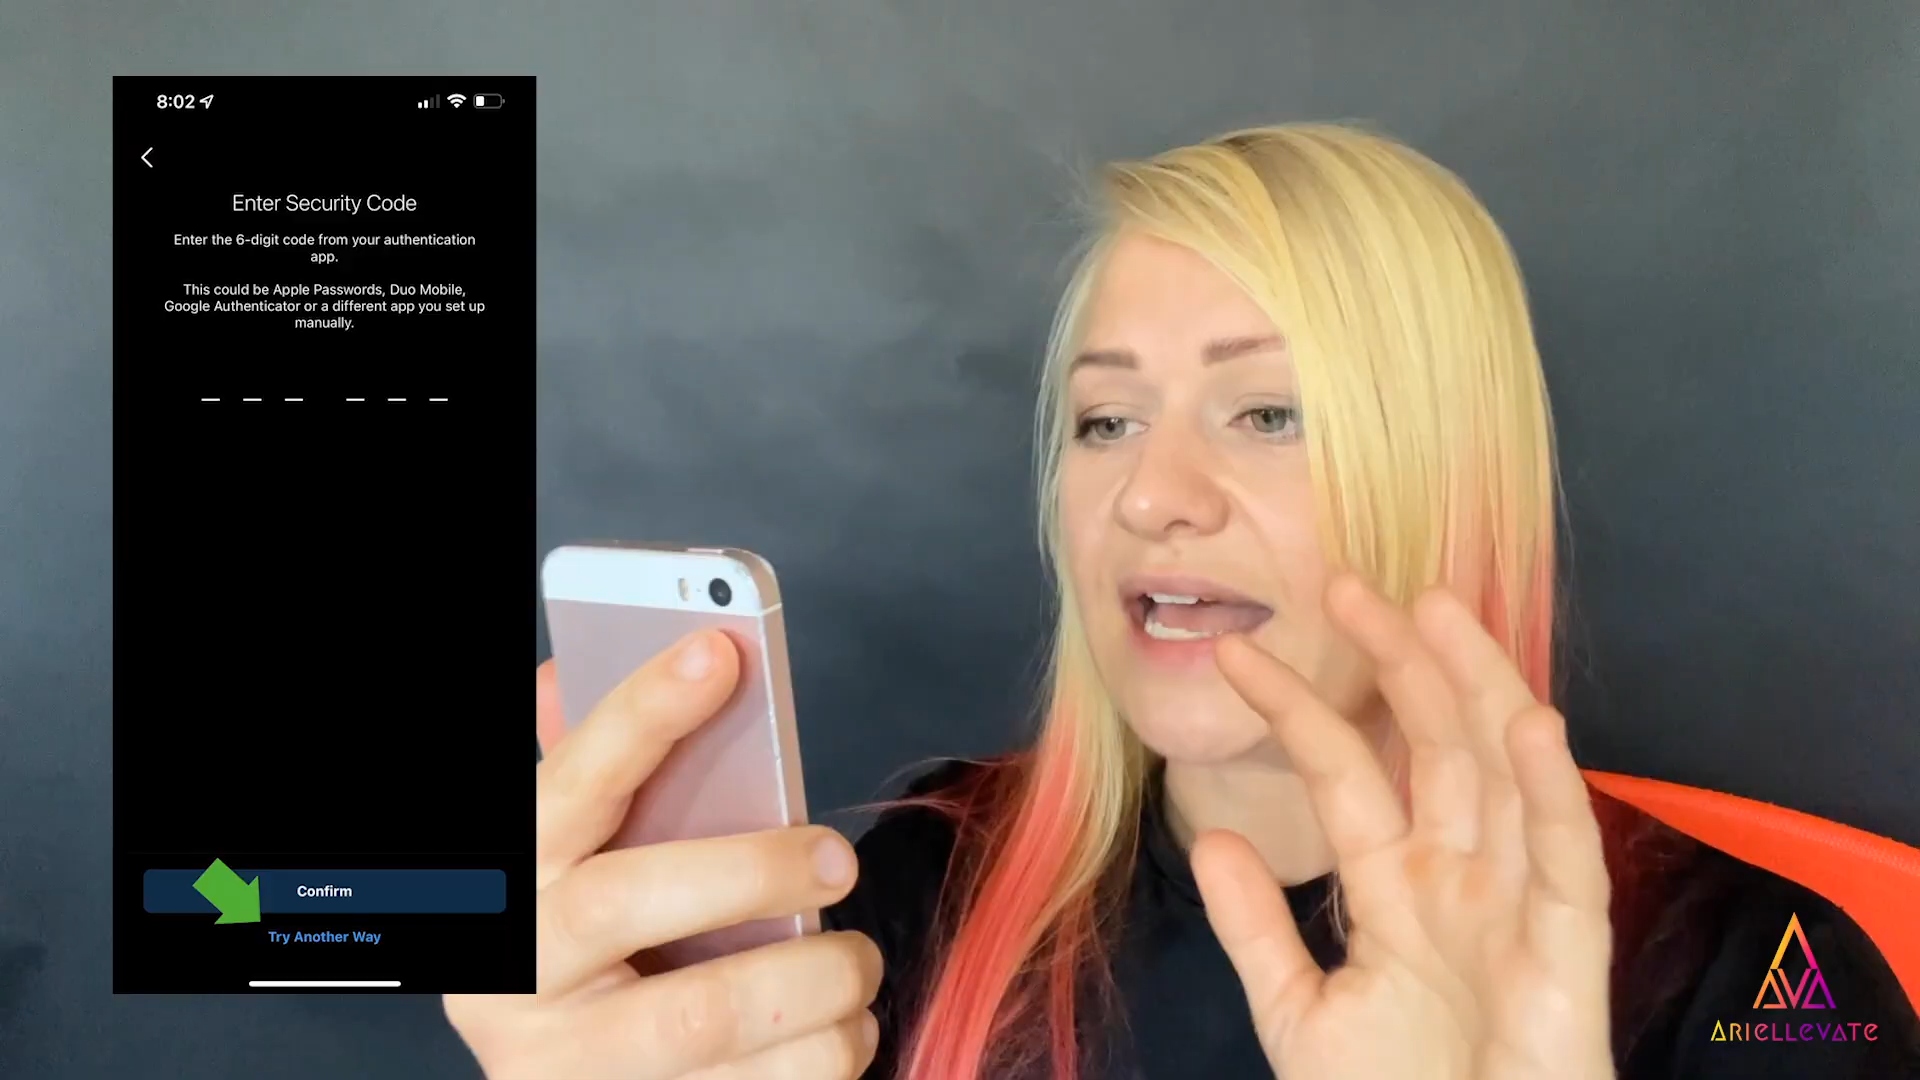 8:02
Enter Security Code
Enter the 6-digit code from your authentication
app.
This could be Apple Passwords, Duo Mobile,
Google Authenticator or a different app you set up
manually.
Confirm
Try Another Way
ARIELLEVATE